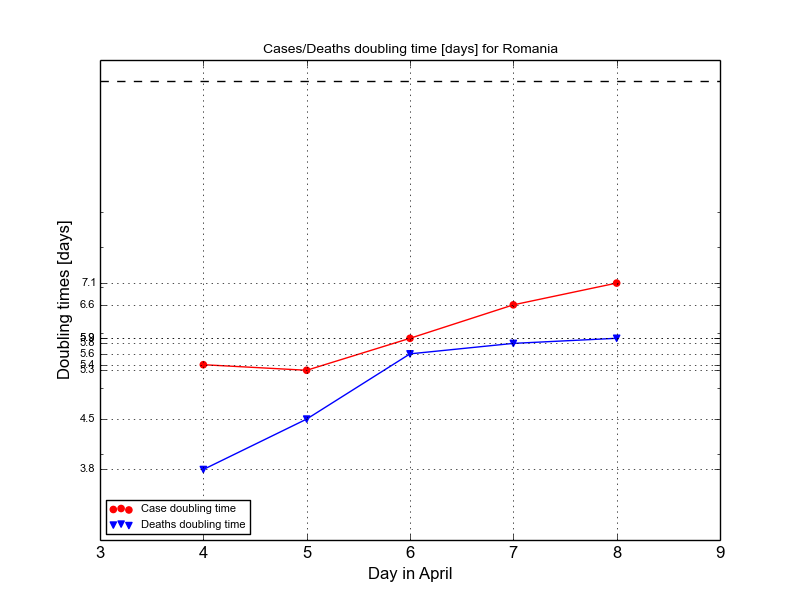 Cases/Deaths doubling time [days] for Romania
Doubling times [days]
7.1
6.6
5.9
5.8
5.6
5.4
5.3
4.5
3.8
Case doubling time
Deaths doubling time
3 4 5 6 7 8 9
Day in April